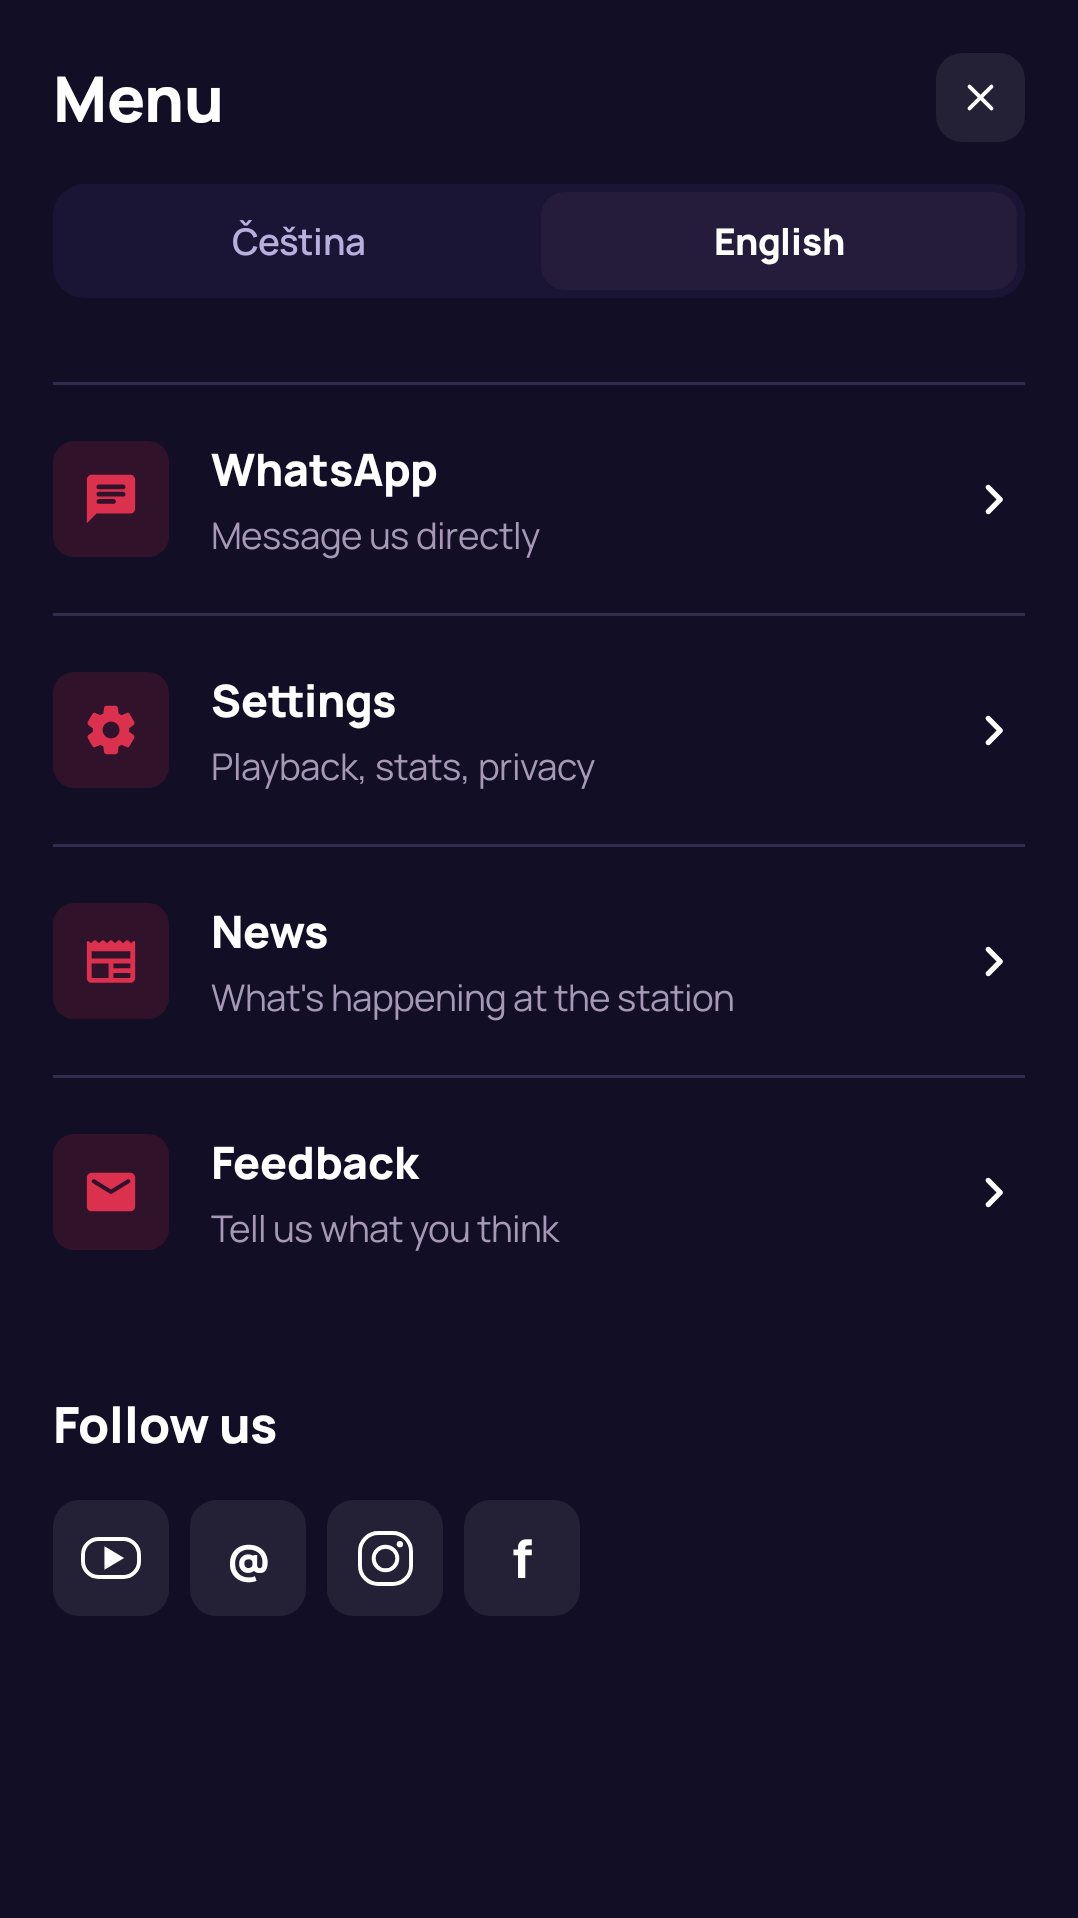 Menu
Čeština
English
WhatsApp
Message us directly
Settings
Playback, stats, privacy
News
What's happening at the station
Feedback
Tell us what you think
Follow us
@
f